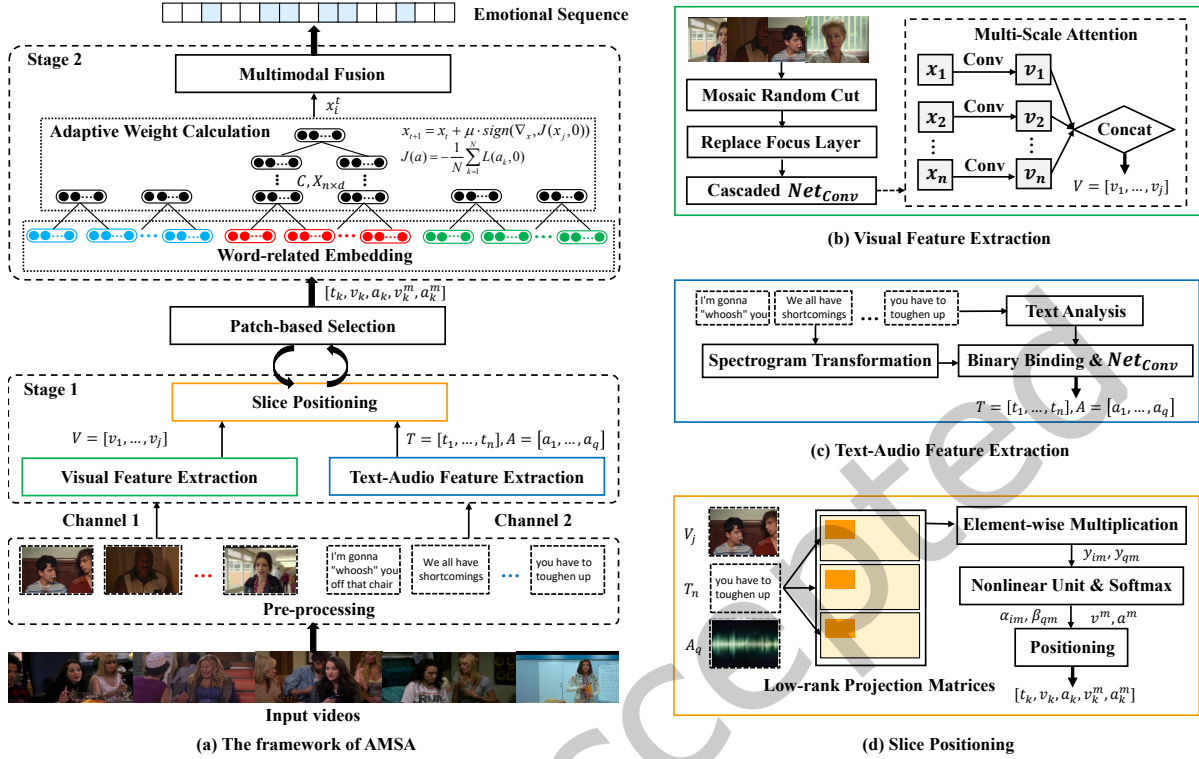 Emotional Sequence
Stage 2
Multimodal Fusion
x_i^t
Adaptive Weight Calculation
x_{t+1} = x_t + μ · sign(∇_x, J(x_j, 0))
J(a) = -1/N ∑_{k=1}^{N} L(a_k, 0)
C, X_{n×d}
Word-related Embedding
[t_k, v_k, a_k, v_k^m, a_k^m]
Patch-based Selection
Stage 1
Slice Positioning
V = [v_1, ..., v_j]
T = [t_1, ..., t_n], A = [a_1, ..., a_q]
Visual Feature Extraction
Text-Audio Feature Extraction
Channel 1
Channel 2
I'm gonna
"whoosh" you
off that chair
We all have
shortcomings
...
you have to
toughen up
Pre-processing
Input videos
(a) The framework of AMSA
Mosaic Random Cut
Replace Focus Layer
Cascaded Net_Conv
Multi-Scale Attention
x_1 Conv v_1
x_2 Conv v_2
x_n Conv v_n
Concat
V = [v_1, ..., v_j]
(b) Visual Feature Extraction
I'm gonna
"whoosh" you
We all have
shortcomings
...
you have to
toughen up
Text Analysis
Spectrogram Transformation
Binary Binding & Net_Conv
T = [t_1, ..., t_n], A = [a_1, ..., a_q]
(c) Text-Audio Feature Extraction
V_j
T_n
you have to
toughen up
A_q
Low-rank Projection Matrices
Element-wise Multiplication
y_{im}, y_{qm}
Nonlinear Unit & Softmax
α_{im}, β_{qm} v^m, a^m
Positioning
[t_k, v_k, a_k, v_k^m, a_k^m]
(d) Slice Positioning
accepted